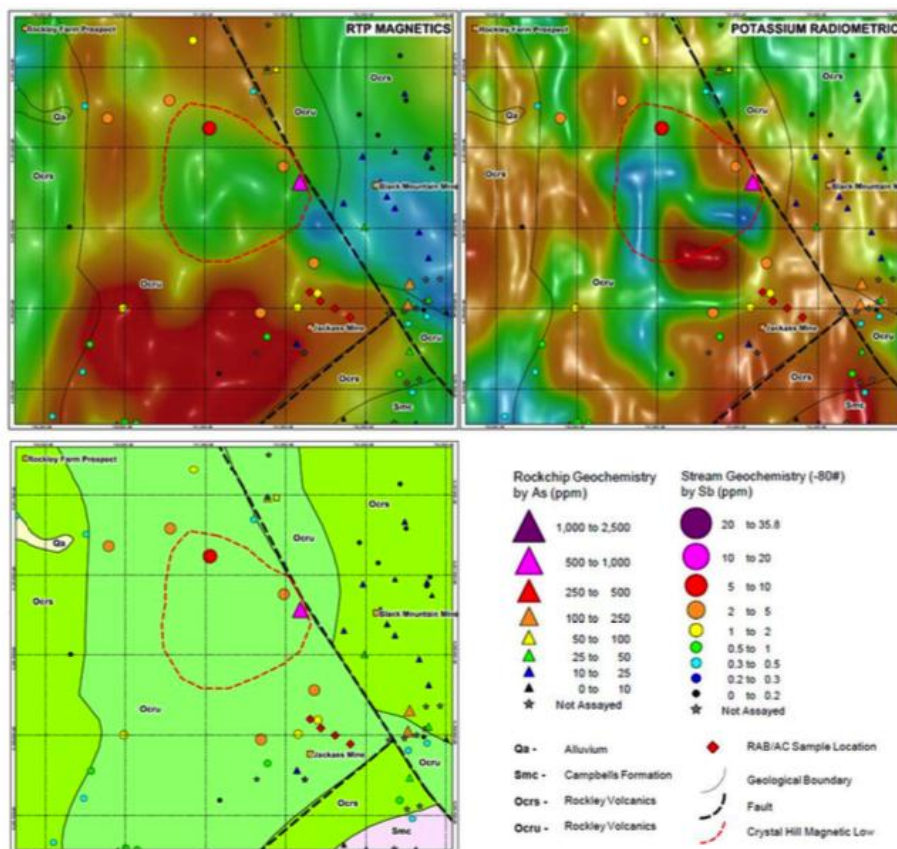 RTP MAGNETICS
Rockley Farm Prospect
Ocrs
Ocru
Qa
Ocrs
Black Mountain Mine
Ocru
Jackass Mine
Ocru
Ocrs
Smc
POTASSIUM RADIOMETRIC
Rockley Farm Prospect
Ocrs
Ocru
Qa
Ocrs
Black Mountain M
Ocru
Jackass Mine
Ocru
Ocrs
Smc
Rockley Farm Prospect
Ocrs
Ocru
Qa
Ocrs
Black Mountain Mine
Ocru
Jackass Mine
Ocru
Ocrs
Smc
Rockchip Geochemistry
by As (ppm)
1,000 to 2,500
500 to 1,000
250 to 500
100 to 250
50 to 100
25 to 50
10 to 25
0 to 10
Not Assayed
Stream Geochemistry (-80#)
by Sb (ppm)
20 to 35.8
10 to 20
5 to 10
2 to 5
1 to 2
0.5 to 1
0.3 to 0.5
0.2 to 0.3
0 to 0.2
Not Assayed
Qa - Alluvium
Smc - Campbells Formation
Ocrs - Rockley Volcanics
Ocru - Rockley Volcanics
RAB/AC Sample Location
Geological Boundary
Fault
Crystal Hill Magnetic Low